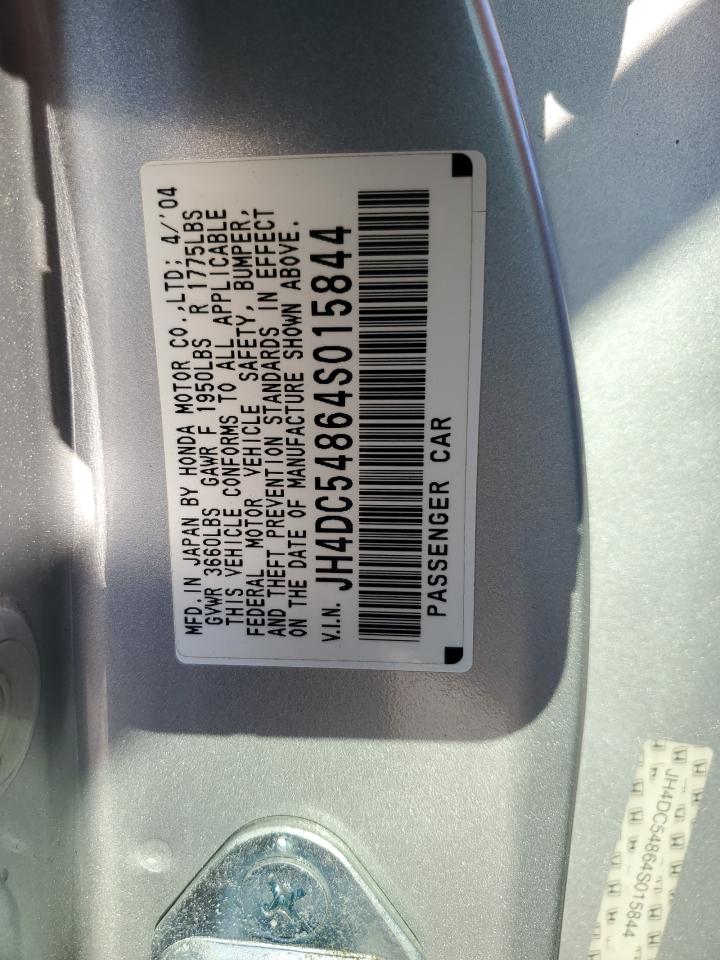 MFD. IN JAPAN BY HONDA MOTOR CO.,LTD; 4/'04
GVWR 3660LBS GAWR F 1950LBS R 1775LBS
THIS VEHICLE CONFORMS TO ALL APPLICABLE
FEDERAL MOTOR VEHICLE SAFETY, BUMPER,
AND THEFT PREVENTION STANDARDS IN EFFECT
ON THE DATE OF MANUFACTURE SHOWN ABOVE.
V.I.N. JH4DC54864S015844
PASSENGER CAR
JH4DC54864S015844